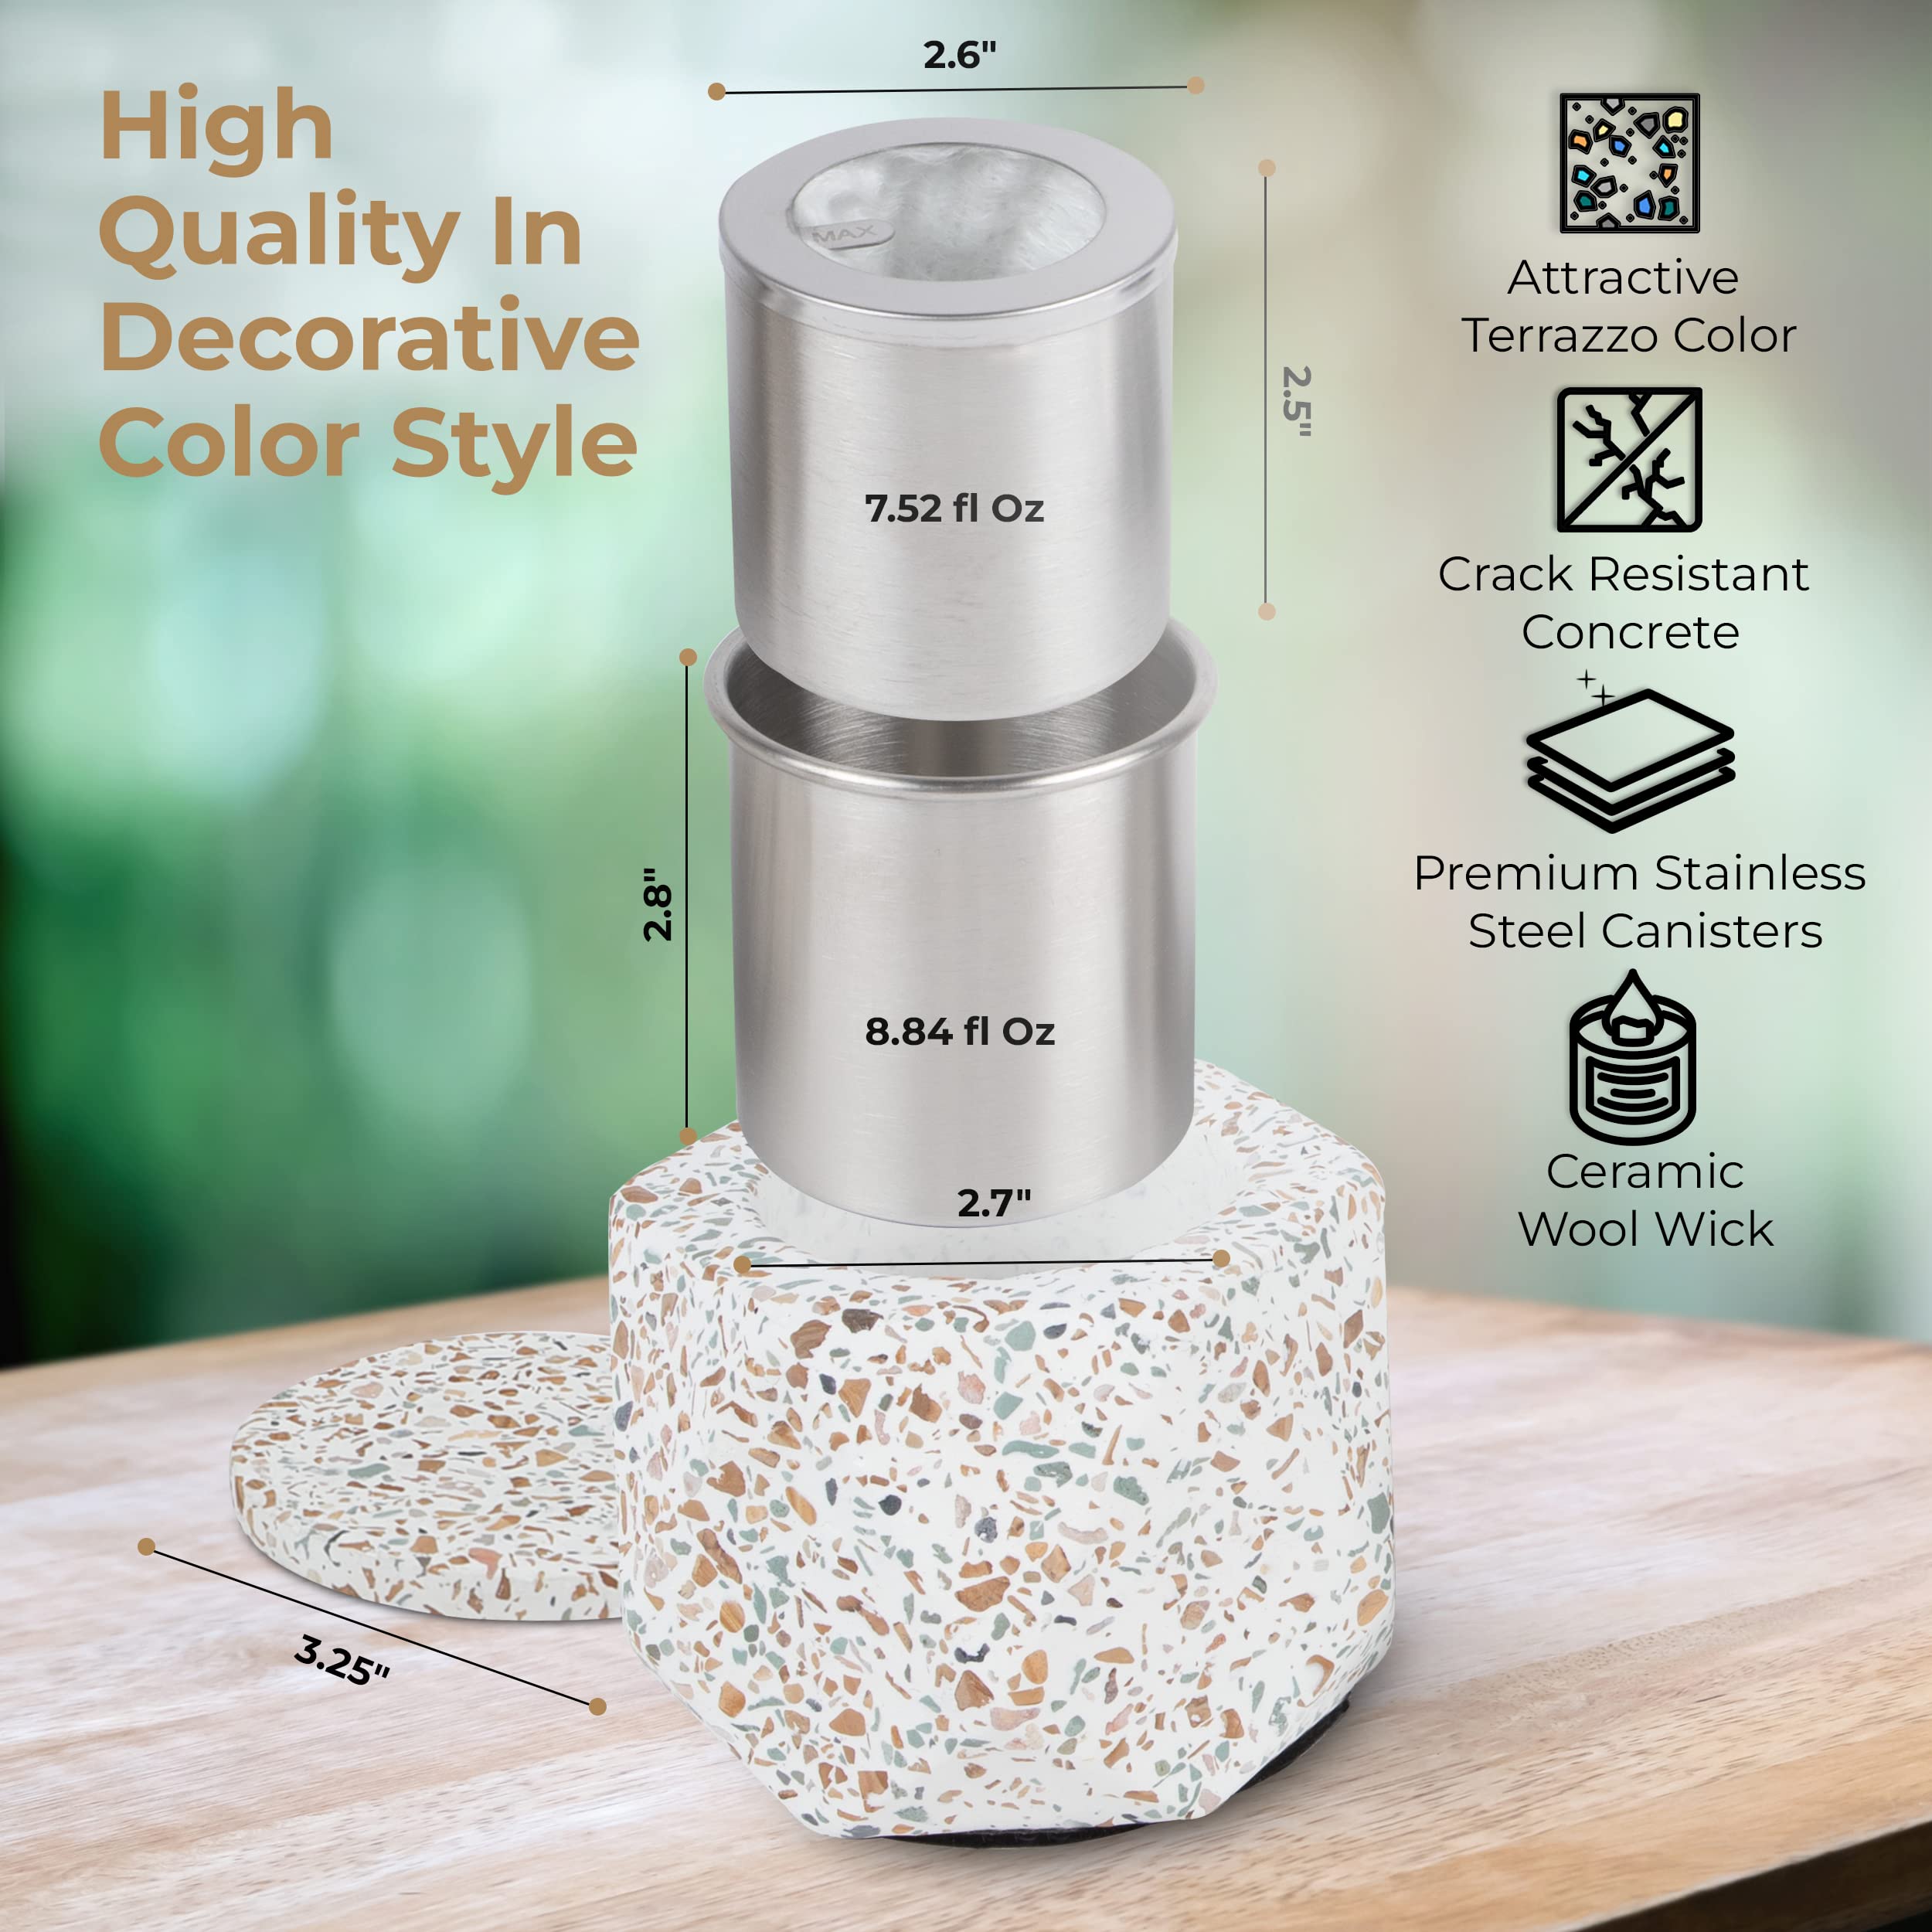 High
Quality In
Decorative
Color Style
2.6"
MAX
2.5"
7.52 fl Oz
2.8"
8.84 fl Oz
2.7"
3.25"
Attractive
Terrazzo Color
Crack Resistant
Concrete
Premium Stainless
Steel Canisters
Ceramic
Wool Wick